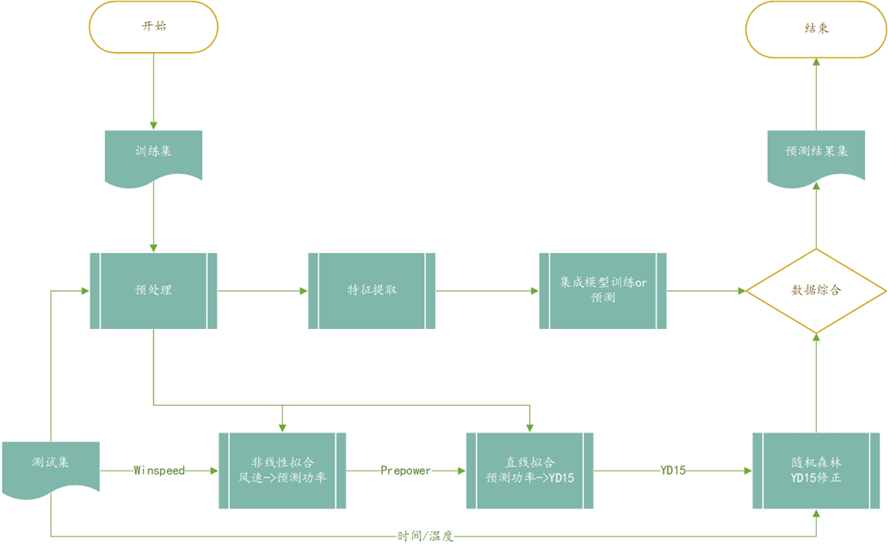 开始
结束
训练集
预测结果集
预处理
特征提取
集成模型训练or
预测
数据综合
测试集
Winspeed
非线性拟合
风速->预测功率
Prepower
直线拟合
预测功率->YD15
YD15
随机森林
YD15修正
时间/温度